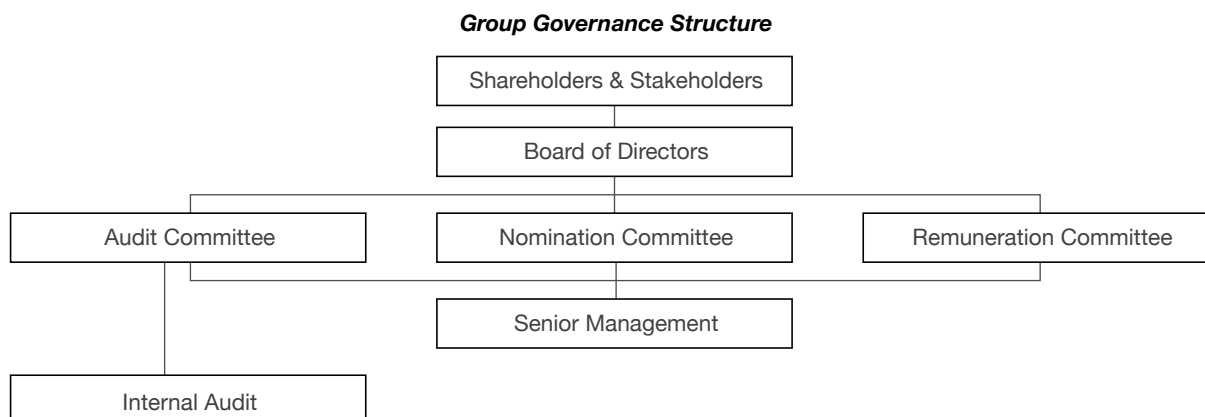 Group Governance Structure
Shareholders & Stakeholders
Board of Directors
Audit Committee
Nomination Committee
Remuneration Committee
Senior Management
Internal Audit